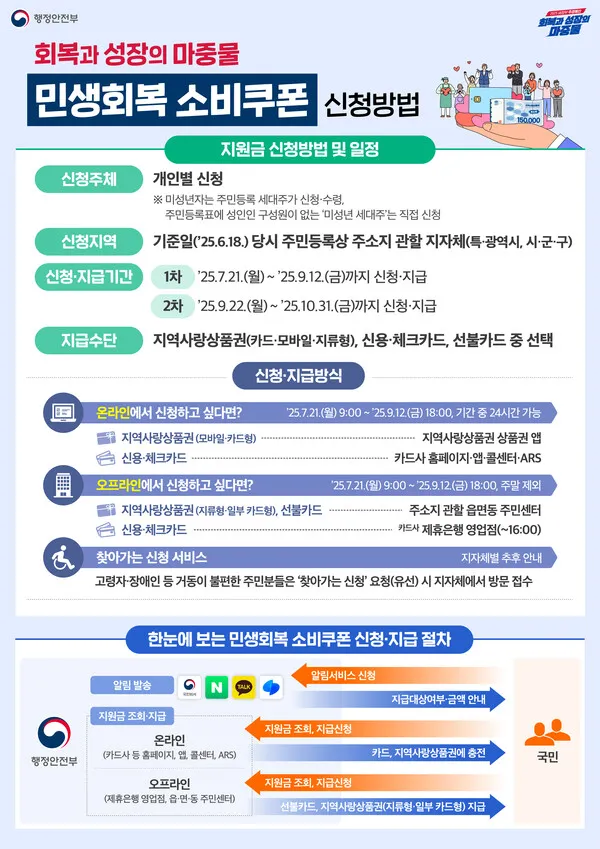 행정안전부
회복과 성장의
마중물
회복과 성장의 마중물
민생회복 소비쿠폰 신청방법
150,000
지원금 신청방법 및 일정
신청주체 개인별 신청
※ 미성년자는 주민등록 세대주가 신청·수령,
주민등록표에 성인인 구성원이 없는 '미성년 세대주'는 직접 신청
신청지역 기준일('25.6.18.) 당시 주민등록상 주소지 관할 지자체(특·광역시, 시·군·구)
신청·지급기간 1차 '25.7.21.(월) ~ '25.9.12.(금)까지 신청·지급
2차 '25.9.22.(월) ~ '25.10.31.(금)까지 신청·지급
지급수단 지역사랑상품권(카드·모바일·지류형), 신용·체크카드, 선불카드 중 선택
신청·지급방식
온라인에서 신청하고 싶다면? '25.7.21.(월) 9:00 ~ '25.9.12.(금) 18:00, 기간 중 24시간 가능
지역사랑상품권 (모바일·카드형) 지역사랑상품권 상품권 앱
신용·체크카드 카드사 홈페이지·앱·콜센터·ARS
오프라인에서 신청하고 싶다면? '25.7.21.(월) 9:00 ~ '25.9.12.(금) 18:00, 주말 제외
지역사랑상품권 (지류형·일부 카드형), 선불카드 주소지 관할 읍면동 주민센터
신용·체크카드 카드사 제휴은행 영업점(~16:00)
찾아가는 신청 서비스 지자체별 추후 안내
고령자·장애인 등 거동이 불편한 주민분들은 '찾아가는 신청' 요청(유선) 시 지자체에서 방문 접수
한눈에 보는 민생회복 소비쿠폰 신청·지급 절차
알림 발송
N
TALK
알림서비스 신청
지급대상여부·금액 안내
행정안전부
지원금 조회·지급
온라인
(카드사 등 홈페이지, 앱, 콜센터, ARS)
지원금 조회, 지급신청
카드, 지역사랑상품권에 충전
오프라인
(제휴은행 영업점, 읍·면·동 주민센터)
지원금 조회, 지급신청
선불카드, 지역사랑상품권(지류형·일부 카드형) 지급
국민